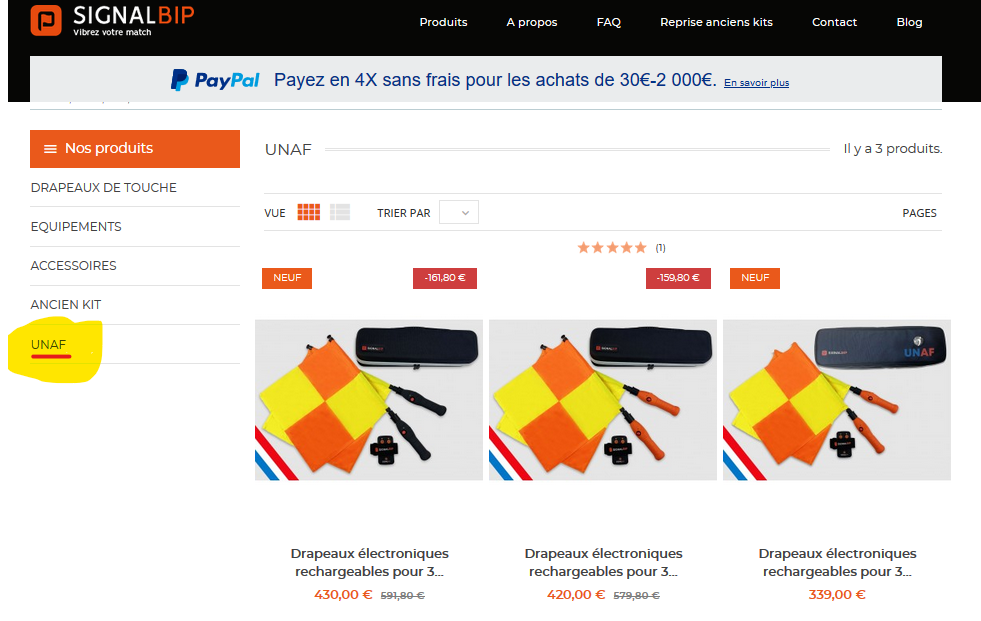 SIGNALBIP
Vibrez votre match
Produits
A propos
FAQ
Reprise anciens kits
Contact
Blog
PayPal Payez en 4X sans frais pour les achats de 30€-2 000€. En savoir plus
Nos produits
DRAPEAUX DE TOUCHE
EQUIPEMENTS
ACCESSOIRES
ANCIEN KIT
UNAF
UNAF
Il y a 3 produits.
VUE
TRIER PAR
PAGES
(1)
NEUF
-161,80 €
-159,80 €
NEUF
SIGNALBIP
SIGNALBIP
SIGNALBIP
UNAF
Drapeaux électroniques
rechargeables pour 3...
430,00 € 591,80 €
Drapeaux électroniques
rechargeables pour 3...
420,00 € 579,80 €
Drapeaux électroniques
rechargeables pour 3...
339,00 €